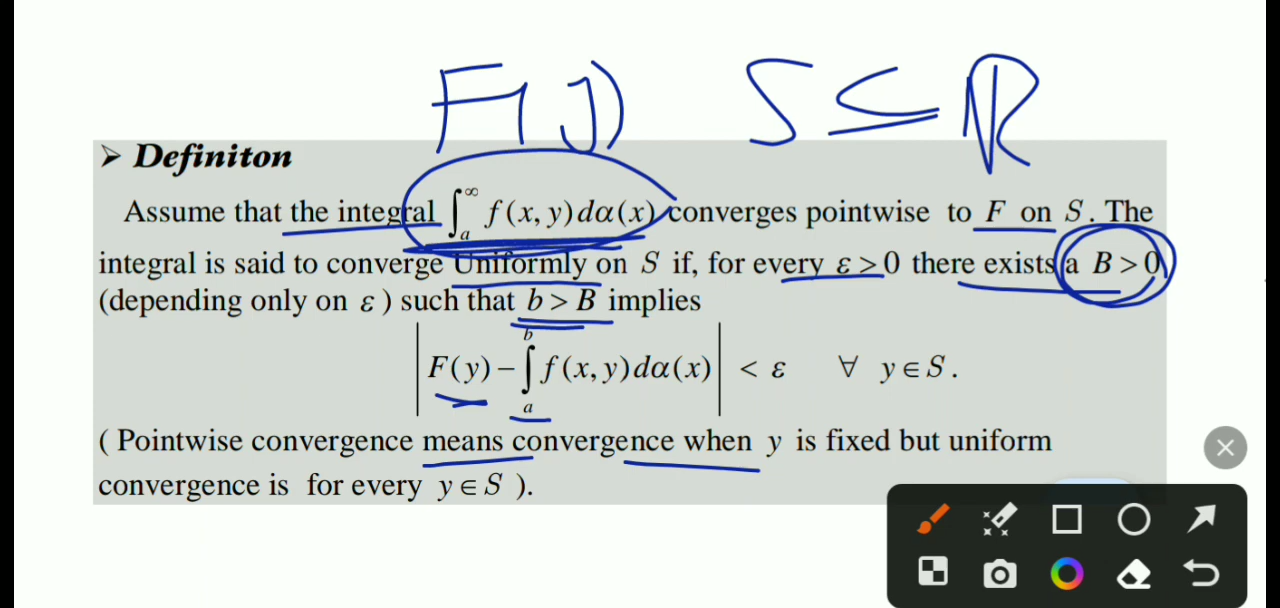 F(y) S ⊆ ℝ
➢ Definiton
Assume that the integral ∫ₐ^∞ f(x, y)dα(x) converges pointwise to F on S. The
integral is said to converge Uniformly on S if, for every ε > 0 there exists a B > 0
(depending only on ε ) such that b > B implies
|F(y) − ∫ₐᵇ f(x, y)dα(x)| < ε ∀ y ∈ S.
( Pointwise convergence means convergence when y is fixed but uniform
convergence is for every y ∈ S ).